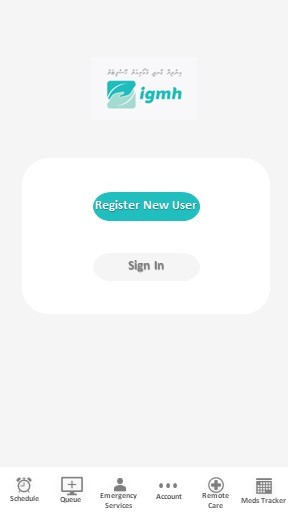 igmh
Register New User
Sign In
Schedule
Queue
Emergency
Services
Account
Remote
Care
Meds Tracker